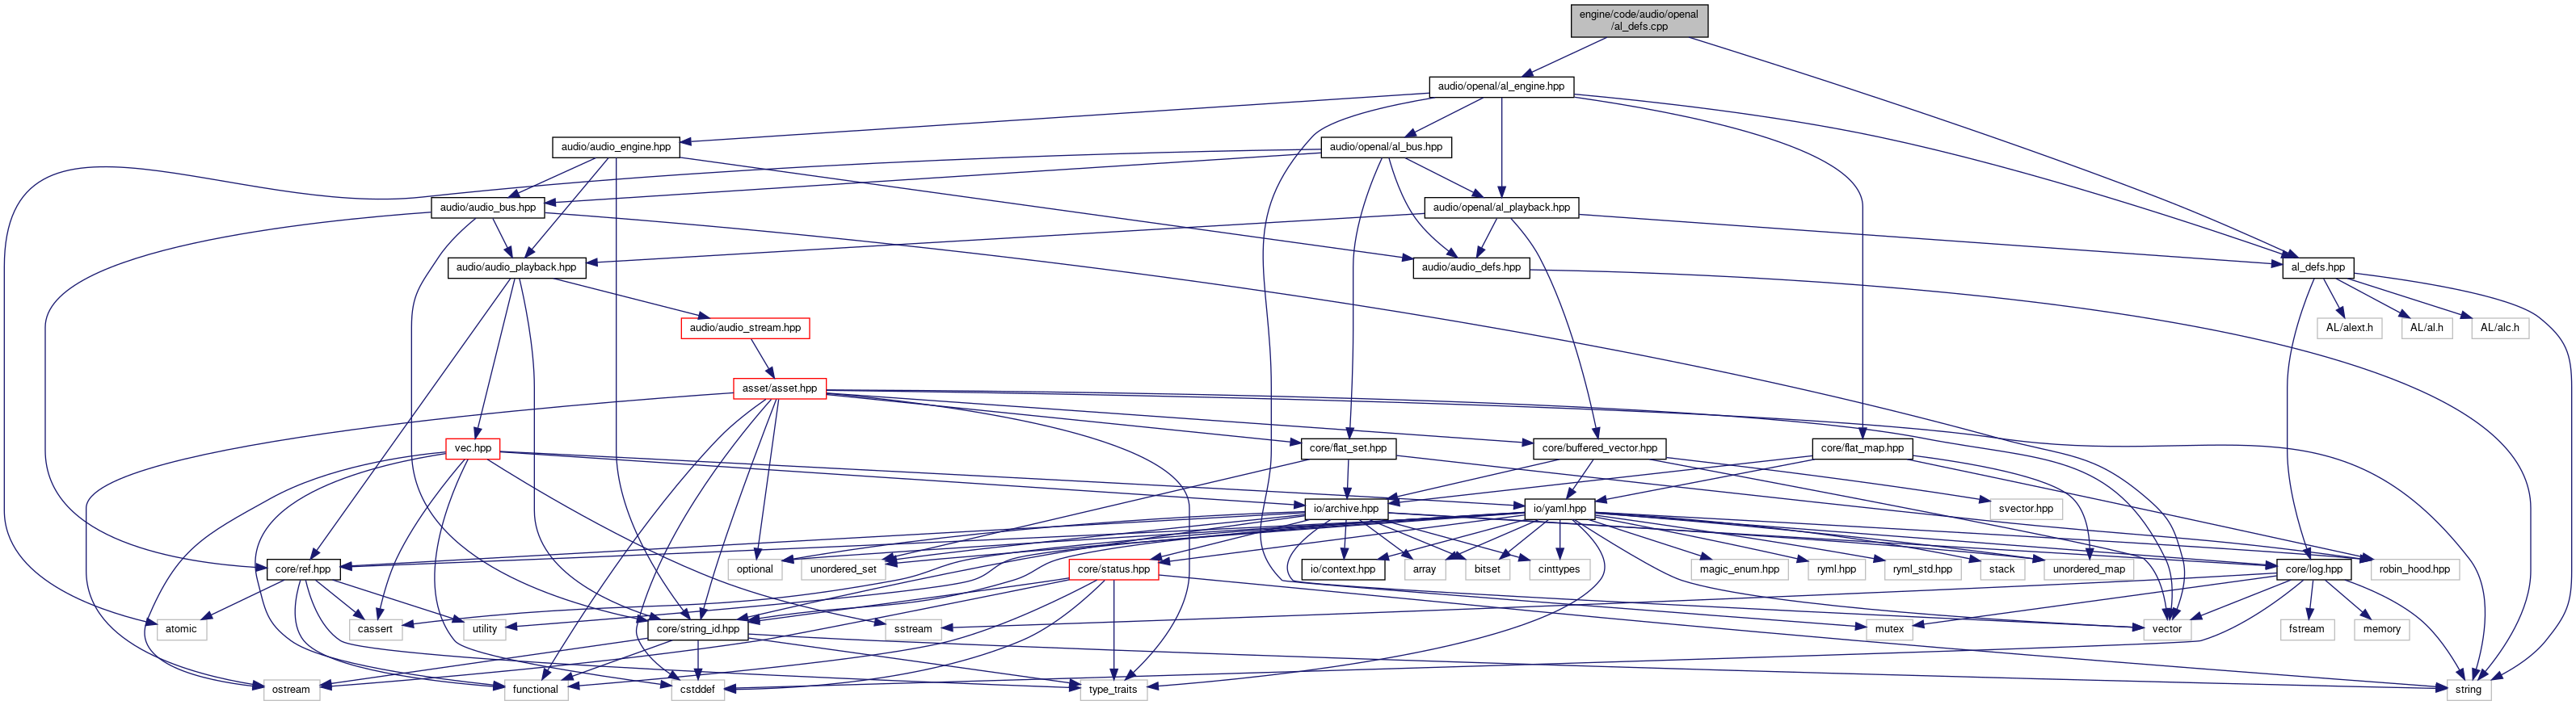 engine/code/audio/openal
/al_defs.cpp
audio/openal/al_engine.hpp
audio/audio_engine.hpp
audio/openal/al_bus.hpp
audio/audio_bus.hpp
audio/openal/al_playback.hpp
audio/audio_playback.hpp
audio/audio_defs.hpp
al_defs.hpp
audio/audio_stream.hpp
AL/alext.h
AL/al.h
AL/alc.h
asset/asset.hpp
vec.hpp
core/flat_set.hpp
core/buffered_vector.hpp
core/flat_map.hpp
io/archive.hpp
io/yaml.hpp
svector.hpp
core/ref.hpp
optional
unordered_set
core/status.hpp
io/context.hpp
array
bitset
cinttypes
magic_enum.hpp
ryml.hpp
ryml_std.hpp
stack
unordered_map
core/log.hpp
robin_hood.hpp
atomic
cassert
utility
core/string_id.hpp
sstream
mutex
vector
fstream
memory
ostream
functional
cstddef
type_traits
string